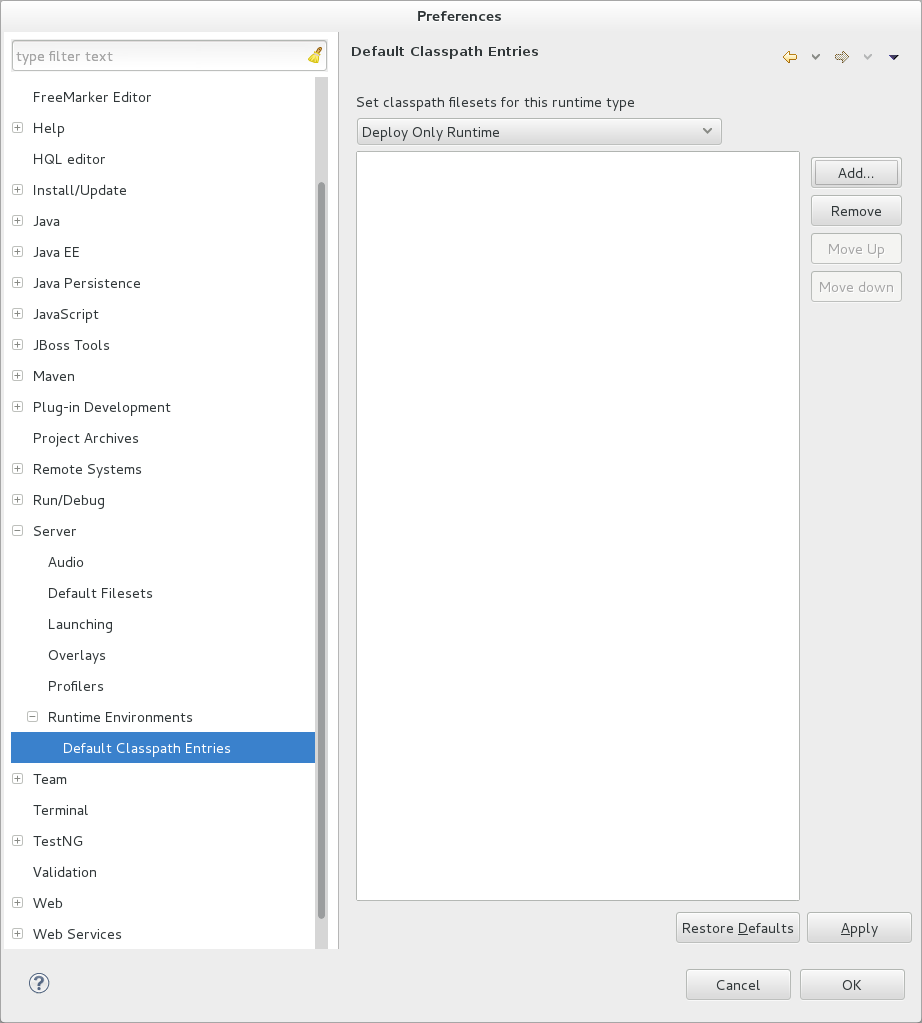 Preferences
type filter text
FreeMarker Editor
Help
HQL editor
Install/Update
Java
Java EE
Java Persistence
JavaScript
JBoss Tools
Maven
Plug-in Development
Project Archives
Remote Systems
Run/Debug
Server
Audio
Default Filesets
Launching
Overlays
Profilers
Runtime Environments
Default Classpath Entries
Team
Terminal
TestNG
Validation
Web
Web Services
Default Classpath Entries
Set classpath filesets for this runtime type
Deploy Only Runtime
Add...
Remove
Move Up
Move down
Restore Defaults
Apply
?
Cancel
OK